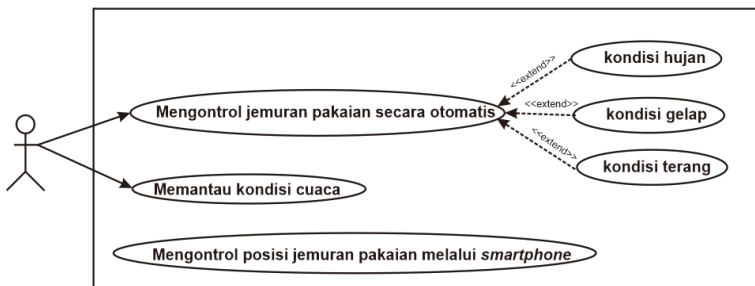 kondisi hujan
<<extend>>
Mengontrol jemuran pakaian secara otomatis
<<extend>>
kondisi gelap
<<extend>>
kondisi terang
Memantau kondisi cuaca
Mengontrol posisi jemuran pakaian melalui smartphone